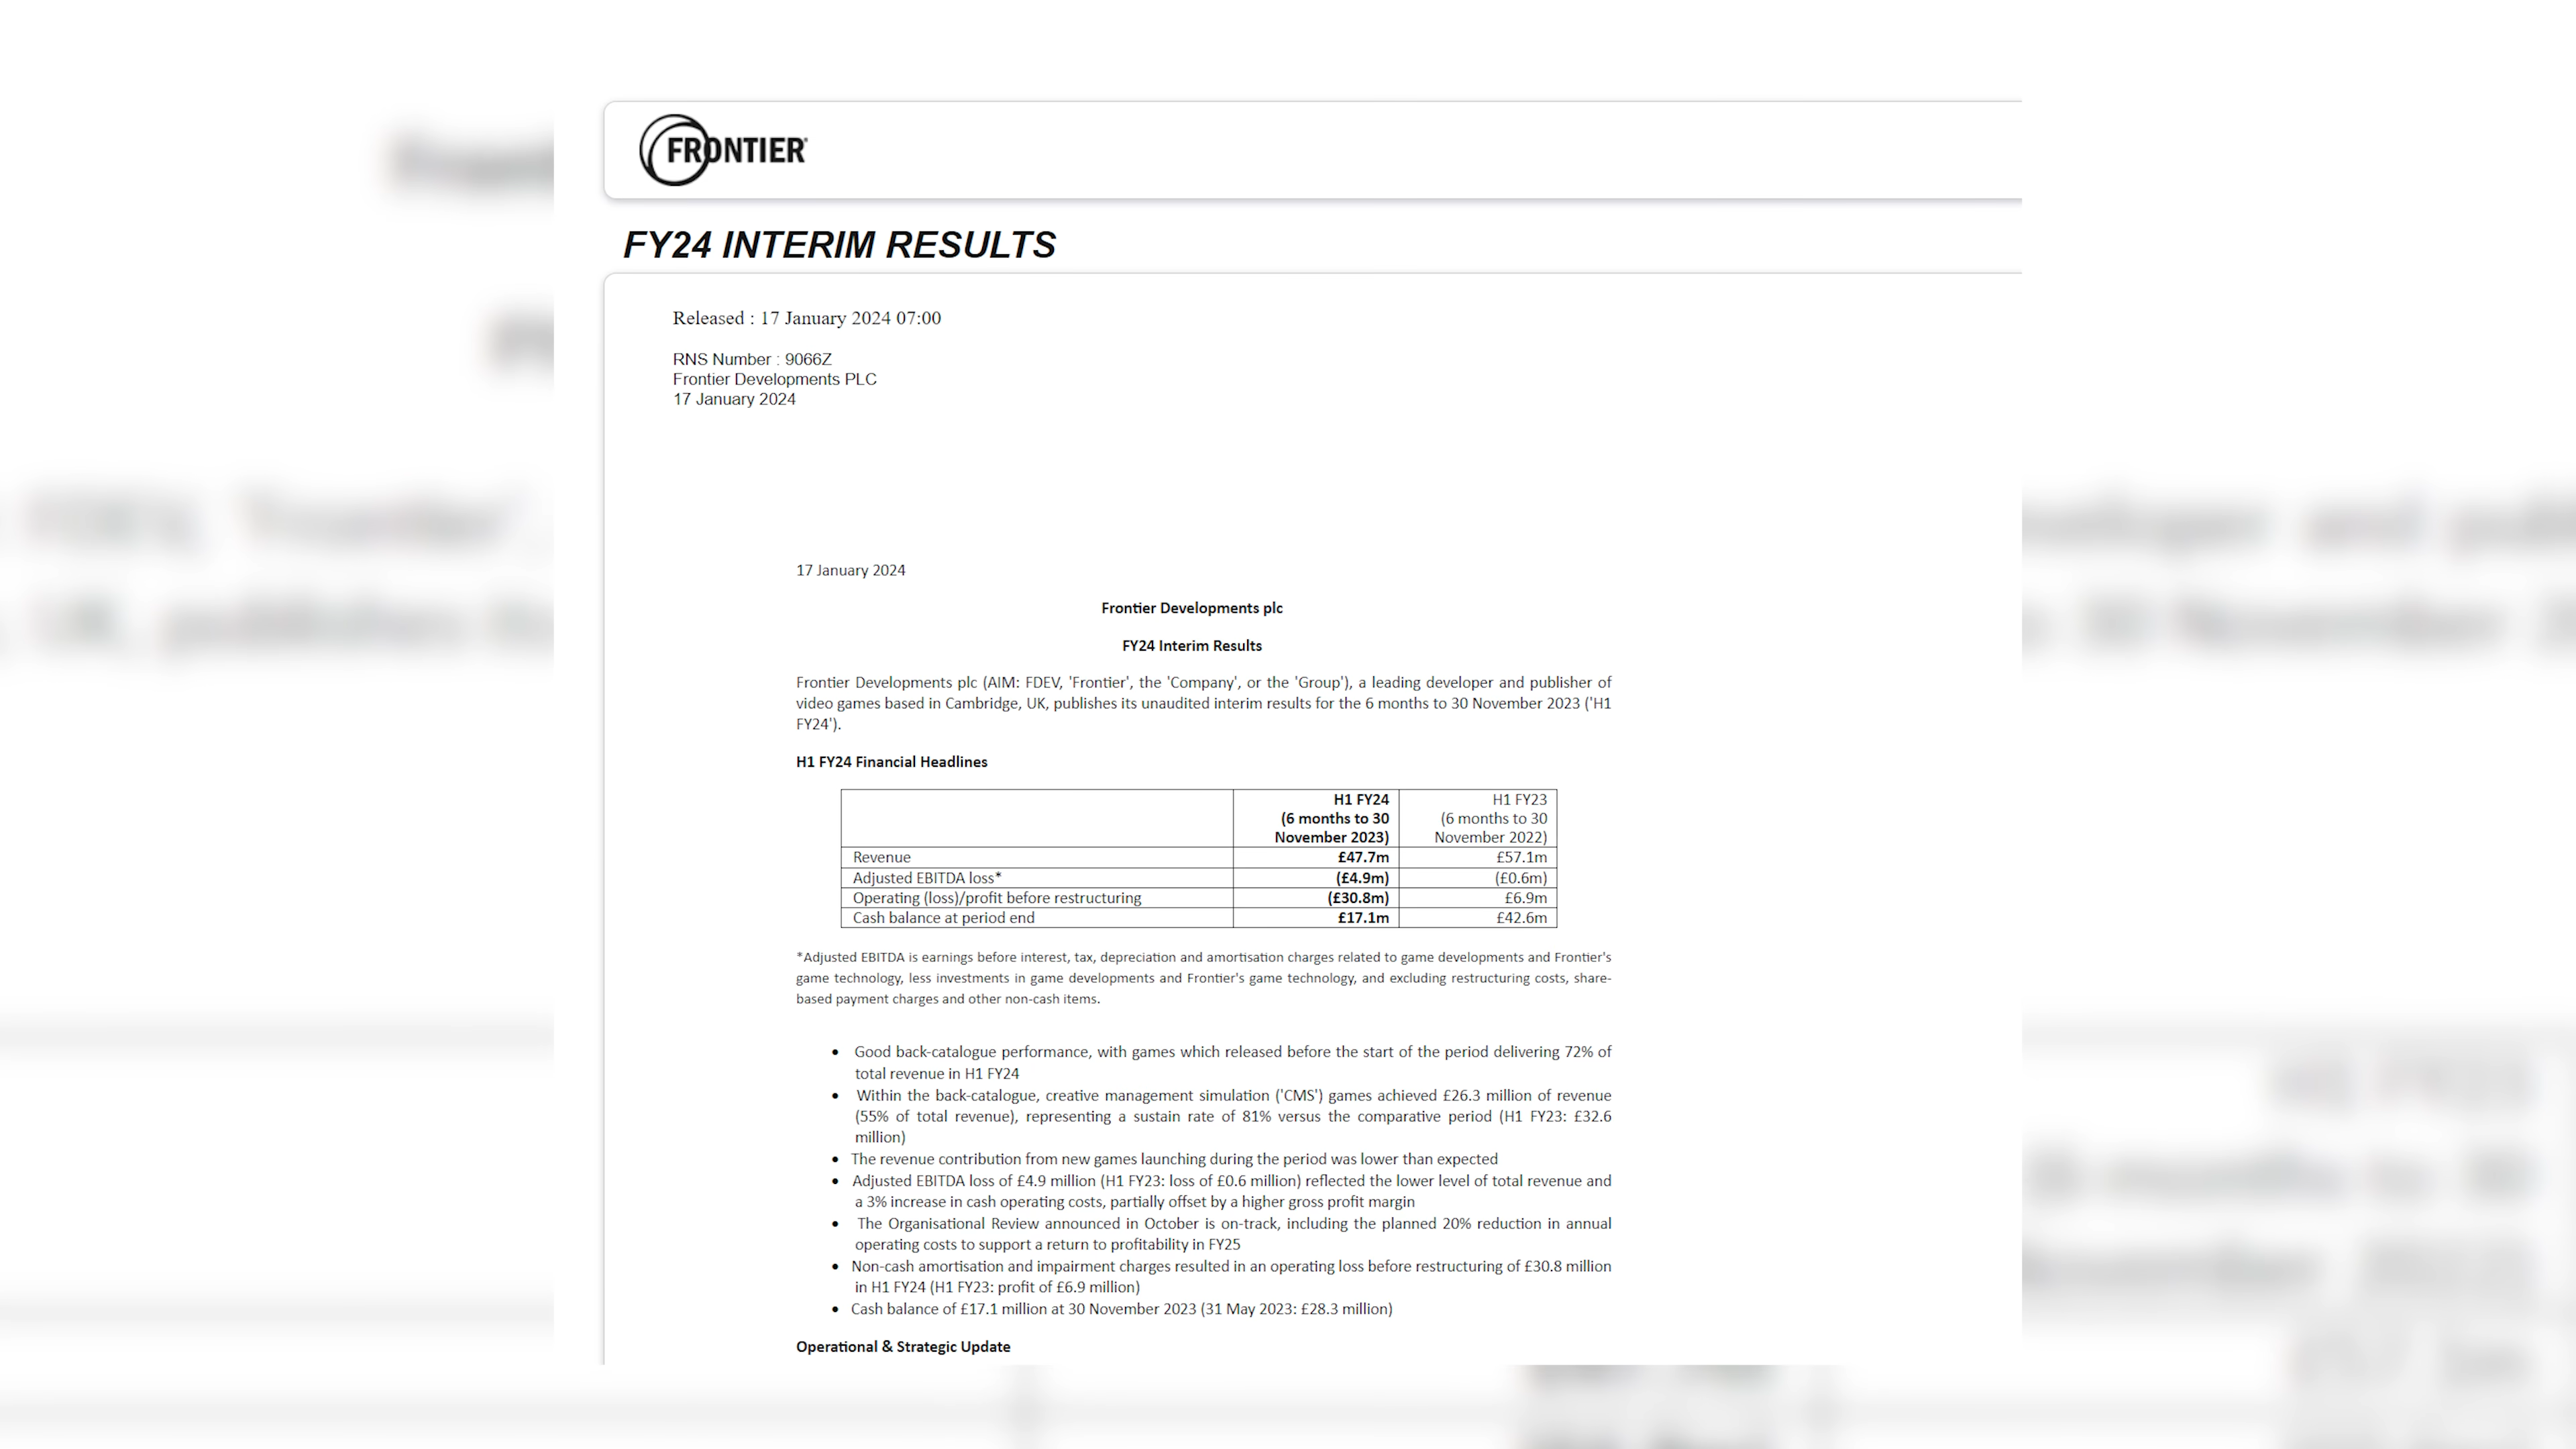 FRONTIER
FY24 INTERIM RESULTS
Released : 17 January 2024 07:00
RNS Number : 9066Z
Frontier Developments PLC
17 January 2024
17 January 2024
Frontier Developments plc
FY24 Interim Results
Frontier Developments plc (AIM: FDEV, 'Frontier', the 'Company', or the 'Group'), a leading developer and publisher of
video games based in Cambridge, UK, publishes its unaudited interim results for the 6 months to 30 November 2023 ('H1
FY24').
H1 FY24 Financial Headlines
H1 FY24 H1 FY23
(6 months to 30 (6 months to 30
November 2023) November 2022)
Revenue £47.7m £57.1m
Adjusted EBITDA loss* (£4.9m) (£0.6m)
Operating (loss)/profit before restructuring (£30.8m) £6.9m
Cash balance at period end £17.1m £42.6m
*Adjusted EBITDA is earnings before interest, tax, depreciation and amortisation charges related to game developments and Frontier's
game technology, less investments in game developments and Frontier's game technology, and excluding restructuring costs, share-
based payment charges and other non-cash items.
• Good back-catalogue performance, with games which released before the start of the period delivering 72% of
total revenue in H1 FY24
• Within the back-catalogue, creative management simulation ('CMS') games achieved £26.3 million of revenue
(55% of total revenue), representing a sustain rate of 81% versus the comparative period (H1 FY23: £32.6
million)
• The revenue contribution from new games launching during the period was lower than expected
• Adjusted EBITDA loss of £4.9 million (H1 FY23: loss of £0.6 million) reflected the lower level of total revenue and
a 3% increase in cash operating costs, partially offset by a higher gross profit margin
• The Organisational Review announced in October is on-track, including the planned 20% reduction in annual
operating costs to support a return to profitability in FY25
• Non-cash amortisation and impairment charges resulted in an operating loss before restructuring of £30.8 million
in H1 FY24 (H1 FY23: profit of £6.9 million)
• Cash balance of £17.1 million at 30 November 2023 (31 May 2023: £28.3 million)
Operational & Strategic Update